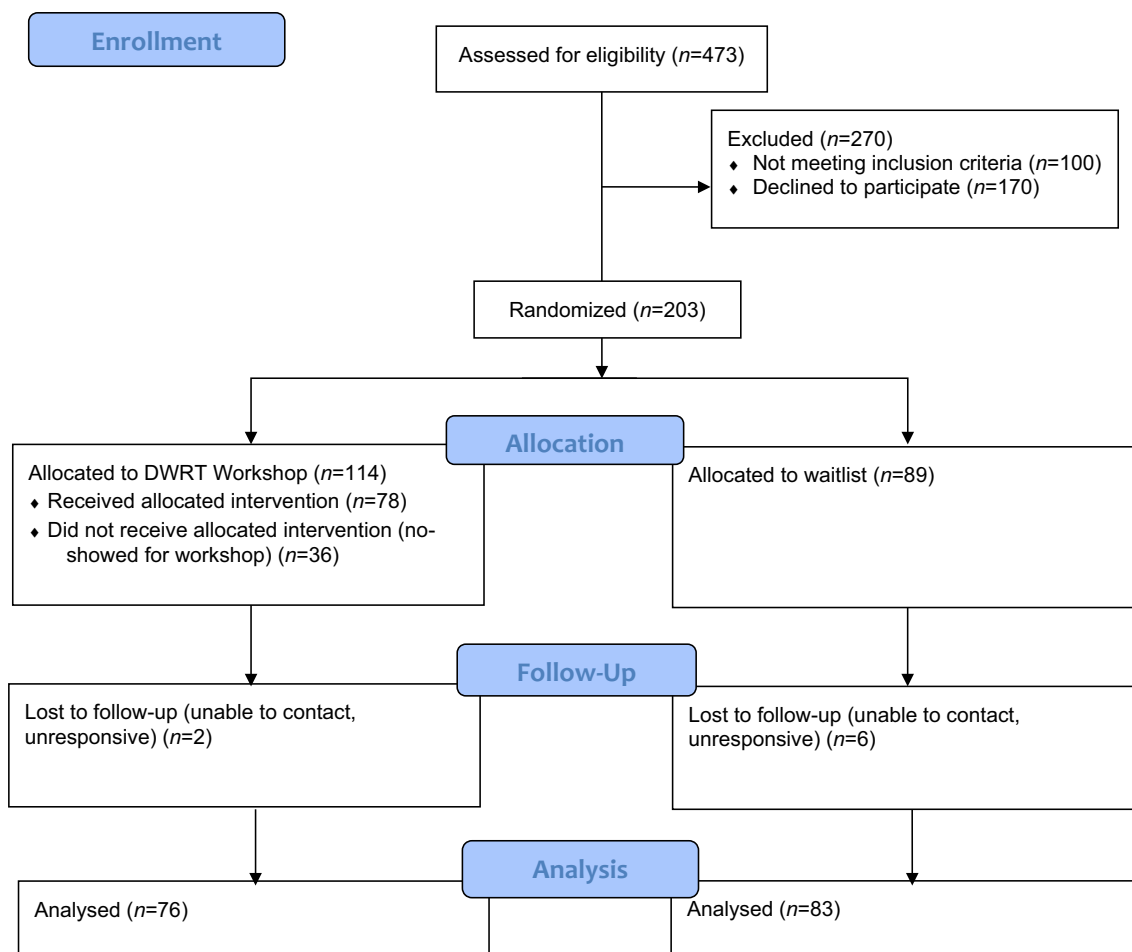 Enrollment
Assessed for eligibility (n=473)
Excluded (n=270)
♦ Not meeting inclusion criteria (n=100)
♦ Declined to participate (n=170)
Randomized (n=203)
Allocation
Allocated to DWRT Workshop (n=114)
♦ Received allocated intervention (n=78)
♦ Did not receive allocated intervention (no-
showed for workshop) (n=36)
Allocated to waitlist (n=89)
Follow-Up
Lost to follow-up (unable to contact,
unresponsive) (n=2)
Lost to follow-up (unable to contact,
unresponsive) (n=6)
Analysis
Analysed (n=76)
Analysed (n=83)